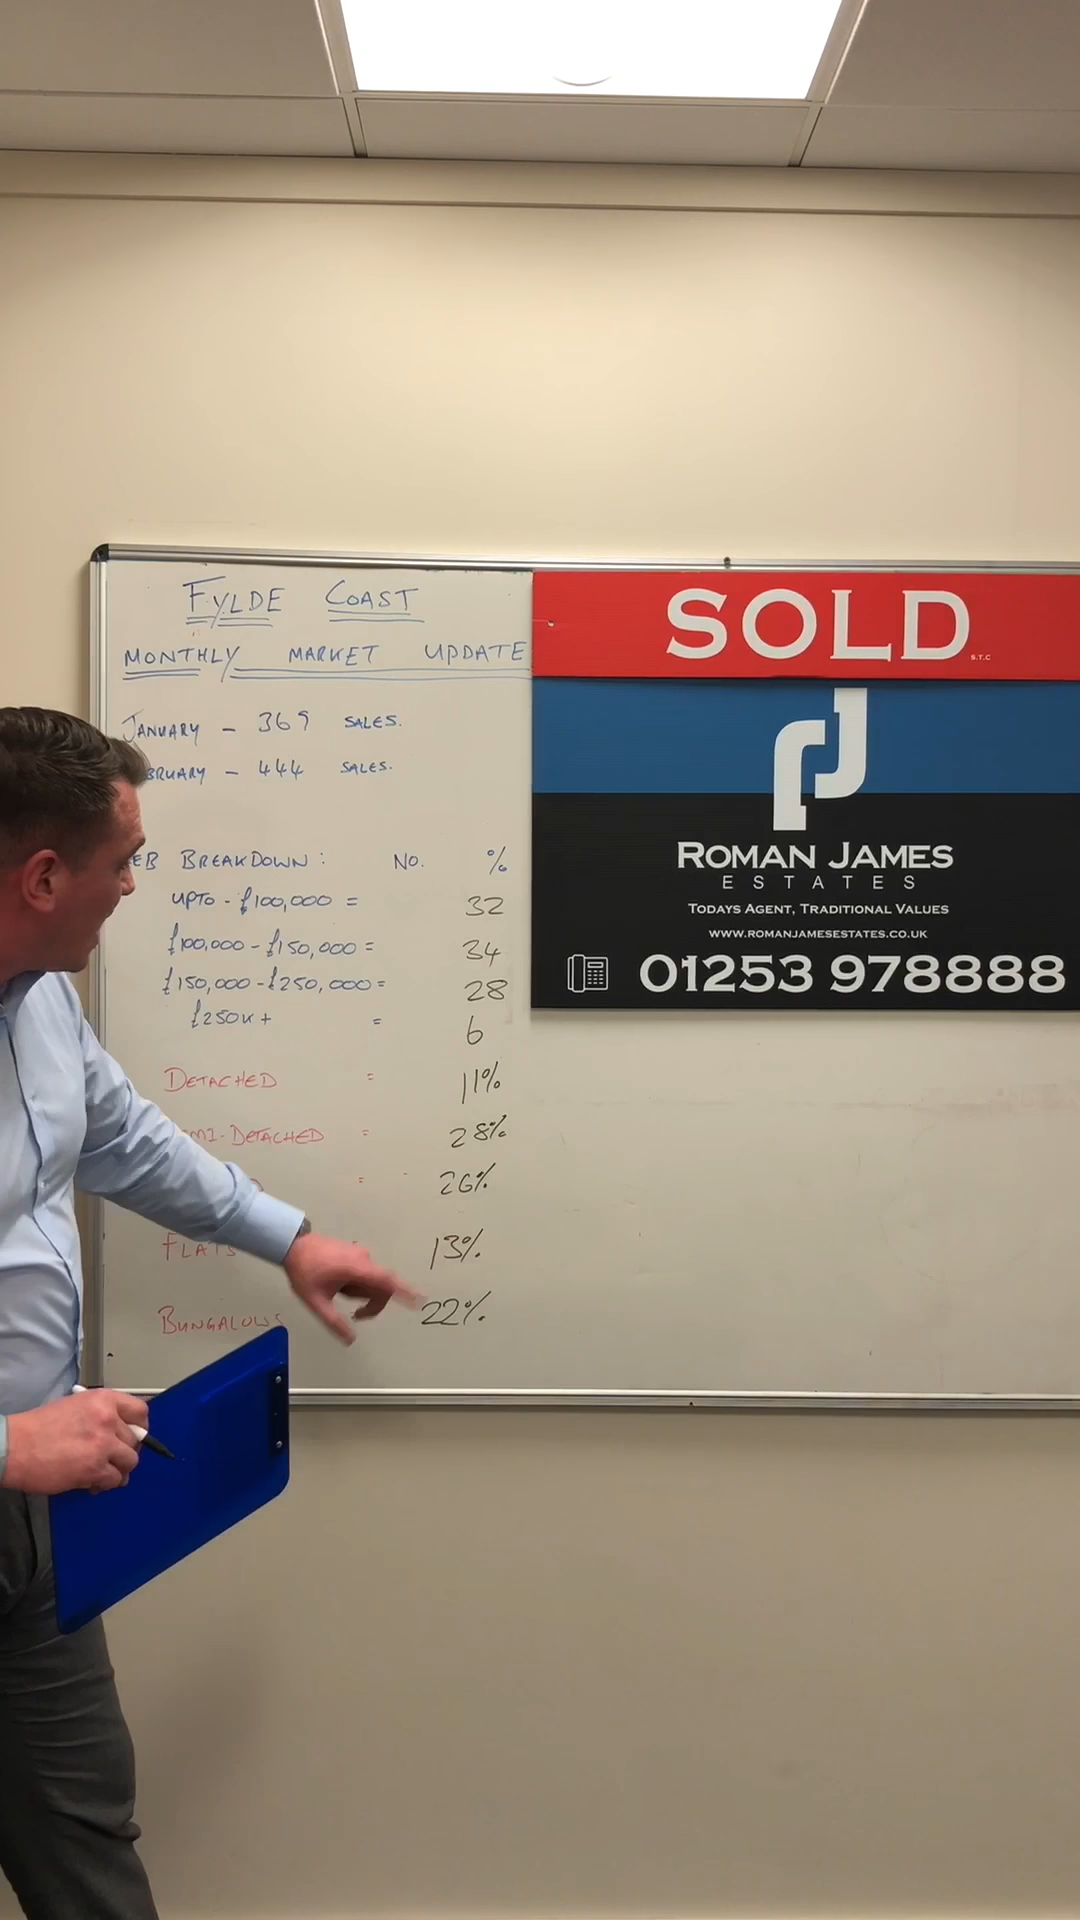 FYLDE COAST
MONTHLY MARKET UPDATE
JANUARY - 369 SALES.
BRUARY - 444 SALES.
EB BREAKDOWN: NO. %
UPTO - £100,000 = 32
£100,000 - £150,000 = 34
£150,000 - £250,000 = 28
£250K+ = 6
DETACHED = 11%
MI-DETACHED = 28%
= 26%
FLATS = 13%
BUNGALOWS = 22%
SOLD
S.T.C
ROMAN JAMES
ESTATES
TODAYS AGENT, TRADITIONAL VALUES
WWW.ROMANJAMESESTATES.CO.UK
01253 978888